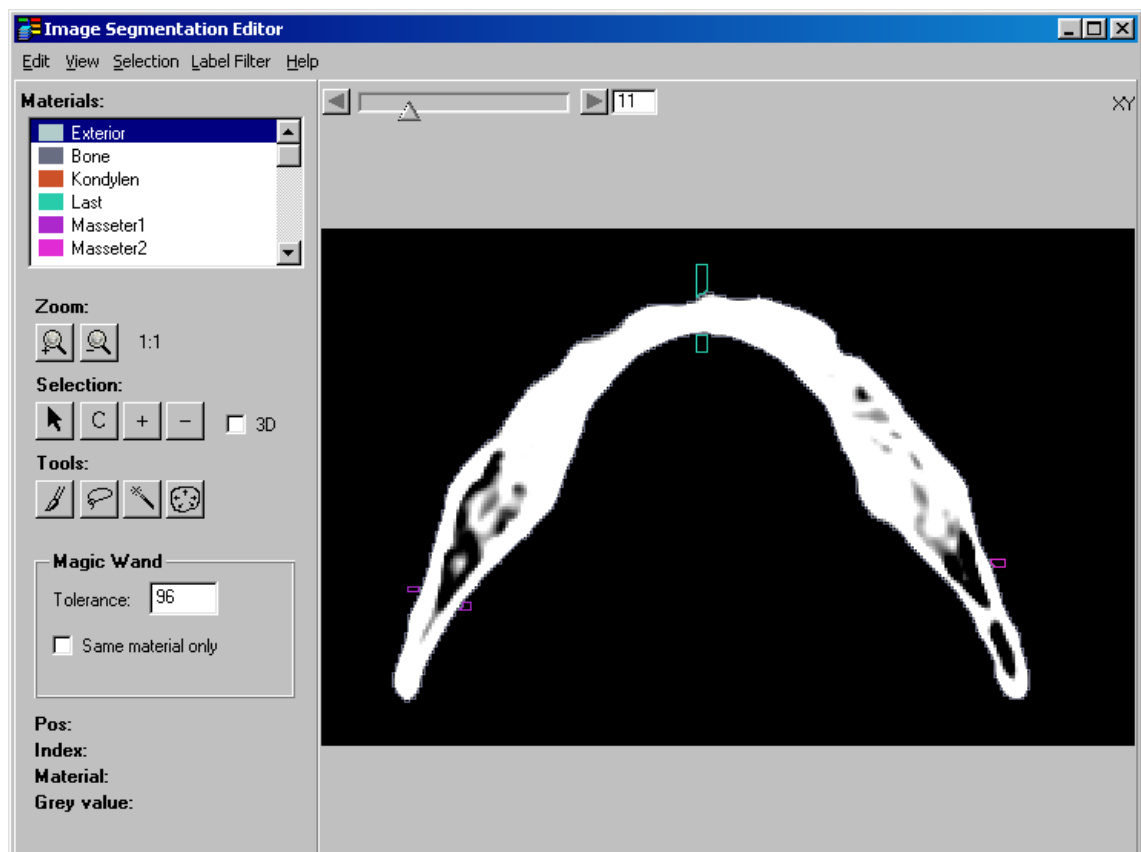 Image Segmentation Editor
Edit View Selection Label Filter Help
Materials:
Exterior
Bone
Kondylen
Last
Masseter1
Masseter2
11
XY
Zoom:
1:1
Selection:
C + − 3D
Tools:
Magic Wand
Tolerance: 96
Same material only
Pos:
Index:
Material:
Grey value: